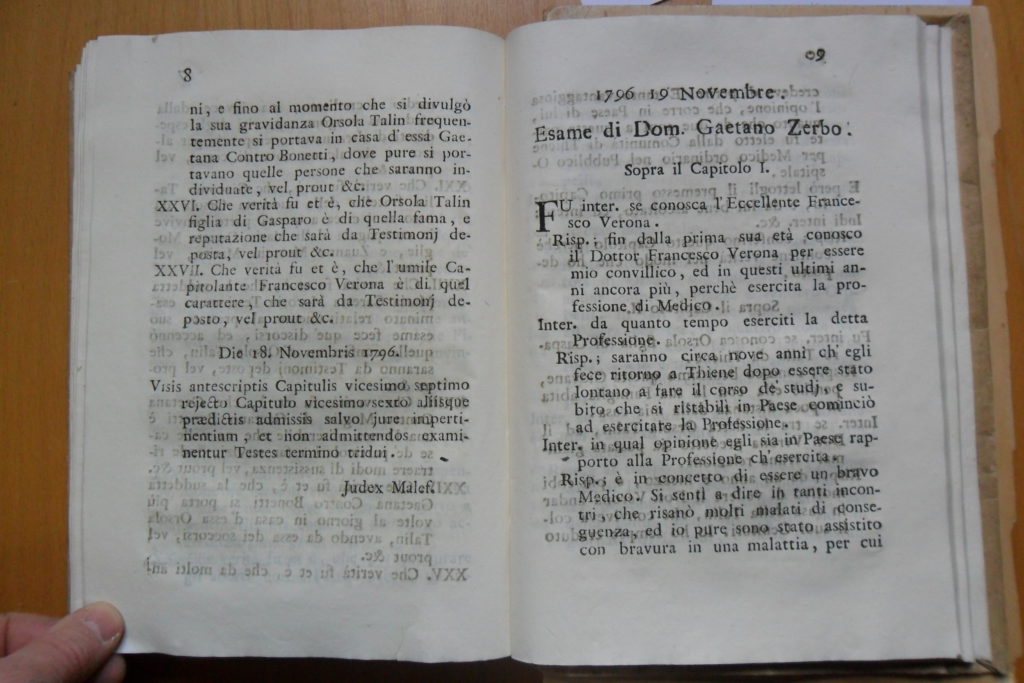 8
ni, e fino al momento che si divulgò
la sua gravidanza Orsola Talin frequen-
temente si portava in casa d'essa Gae-
tana Contro Bonetti, dove pure si por-
tavano quelle persone che saranno in-
dividuate, vel prout &c.
XXVI. Che verità fu et è, che Orsola Talin
figlia di Gasparo è di quella fama, e
reputazione che sarà da Testimonj de-
posta, vel prout &c.
XXVII. Che verità fu et è, che l'umile Ca-
pitolante Francesco Verona è di quel
carattere, che sarà da Testimonj de-
posto, vel prout &c.
Die 18. Novembris 1796.
Visis antescriptis Capitulis vicesimo septimo
rejecto Capitulo vicesimo sexto aliisque
prædictis admissis salvo jure imperti-
nentium, et non admittendos exami-
nentur Testes termino tridui.
Judex Malef.
9
1796 19 Novembre.
Esame di Dom. Gaetano Zerbo.
Sopra il Capitolo I.
FU inter. se conosca l'Eccellente France-
sco Verona.
Risp.; fin dalla prima sua età conosco
il Dottor Francesco Verona per essere
mio convillico, ed in questi ultimi an-
ni ancora più, perchè esercita la pro-
fessione di Medico.
Inter. da quanto tempo eserciti la detta
Professione.
Risp.; saranno circa nove anni ch'egli
fece ritorno a Thiene dopo essere stato
lontano a fare il corso de' studj, e su-
bito che si ristabilì in Paese cominciò
ad esercitare la Professione.
Inter. in qual opinione egli sia in Paese rap-
porto alla Professione ch'esercita.
Risp.; è in concetto di essere un bravo
Medico. Si sentì a dire in tanti incon-
tri, che risanò molti malati di conse-
guenza, ed io pure sono stato assistito
con bravura in una malattia, per cui